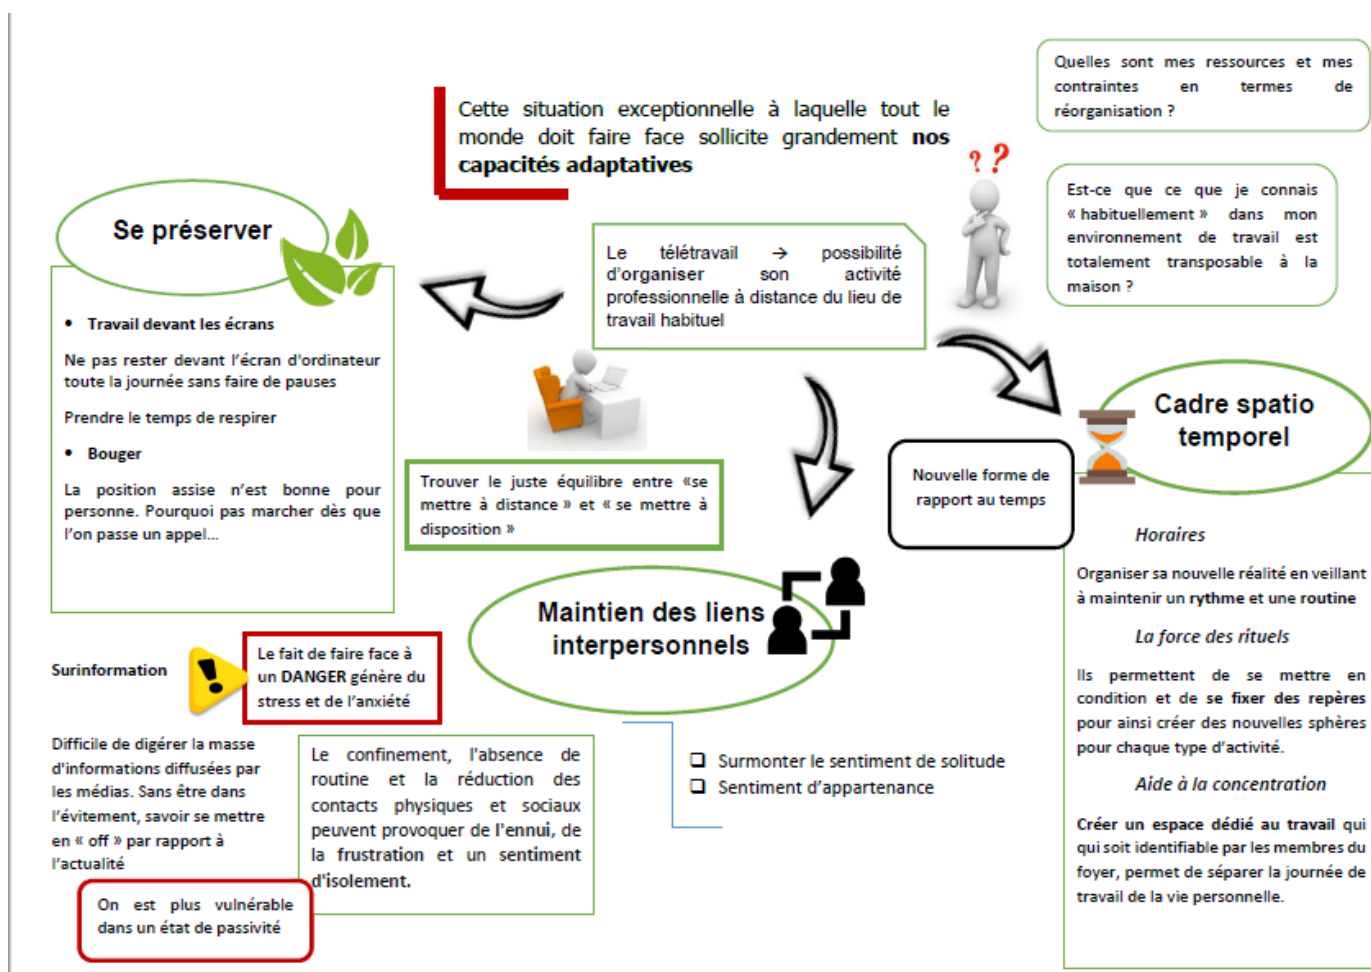 Cette situation exceptionnelle à laquelle tout le
monde doit faire face sollicite grandement nos
capacités adaptatives
Quelles sont mes ressources et mes
contraintes en termes de
réorganisation ?
? ?
Est-ce que ce que je connais
« habituellement » dans mon
environnement de travail est
totalement transposable à la
maison ?
Le télétravail → possibilité
d'organiser son activité
professionnelle à distance du lieu de
travail habituel
Se préserver
• Travail devant les écrans
Ne pas rester devant l'écran d'ordinateur
toute la journée sans faire de pauses
Prendre le temps de respirer
• Bouger
La position assise n'est bonne pour
personne. Pourquoi pas marcher dès que
l'on passe un appel...
Trouver le juste équilibre entre «se
mettre à distance » et « se mettre à
disposition »
Nouvelle forme de
rapport au temps
Cadre spatio
temporel
Horaires
Organiser sa nouvelle réalité en veillant
à maintenir un rythme et une routine
La force des rituels
Ils permettent de se mettre en
condition et de se fixer des repères
pour ainsi créer des nouvelles sphères
pour chaque type d'activité.
Aide à la concentration
Créer un espace dédié au travail qui
qui soit identifiable par les membres du
foyer, permet de séparer la journée de
travail de la vie personnelle.
Maintien des liens
interpersonnels
❑ Surmonter le sentiment de solitude
❑ Sentiment d'appartenance
Surinformation
!
Le fait de faire face à
un DANGER génère du
stress et de l'anxiété
Difficile de digérer la masse
d'informations diffusées par
les médias. Sans être dans
l'évitement, savoir se mettre
en « off » par rapport à
l'actualité
Le confinement, l'absence de
routine et la réduction des
contacts physiques et sociaux
peuvent provoquer de l'ennui, de
la frustration et un sentiment
d'isolement.
On est plus vulnérable
dans un état de passivité